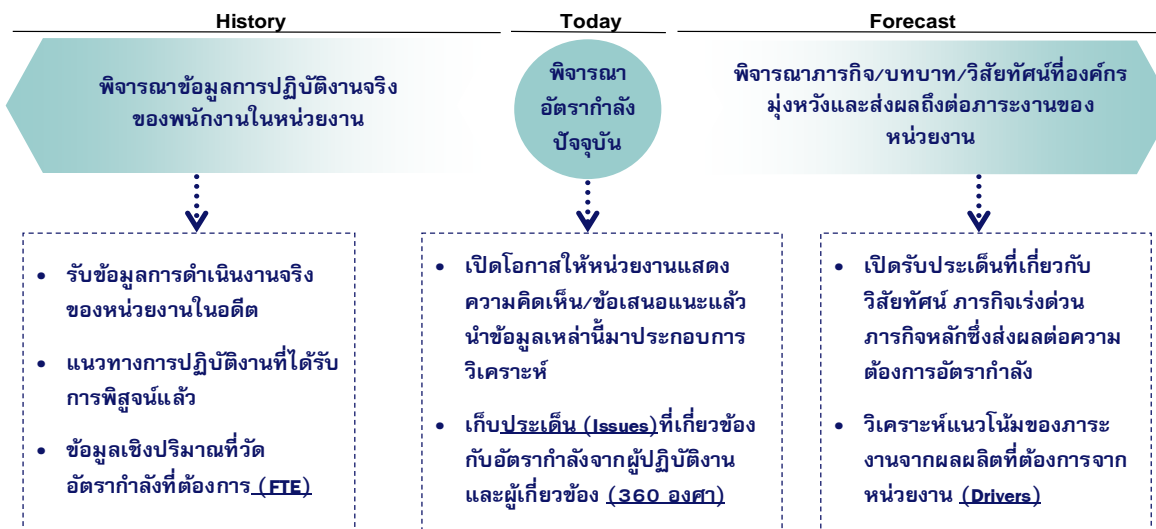 History
Today
Forecast
พิจารณาข้อมูลการปฏิบัติงานจริง
ของพนักงานในหน่วยงาน
พิจารณา
อัตรากำลัง
ปัจจุบัน
พิจารณาภารกิจ/บทบาท/วิสัยทัศน์ที่องค์กร
มุ่งหวังและส่งผลถึงต่อภาระงานของ
หน่วยงาน
• รับข้อมูลการดำเนินงานจริง
ของหน่วยงานในอดีต
• แนวทางการปฏิบัติงานที่ได้รับ
การพิสูจน์แล้ว
• ข้อมูลเชิงปริมาณที่วัด
อัตรากำลังที่ต้องการ (FTE)
• เปิดโอกาสให้หน่วยงานแสดง
ความคิดเห็น/ข้อเสนอแนะแล้ว
นำข้อมูลเหล่านี้มาประกอบการ
วิเคราะห์
• เก็บประเด็น (Issues)ที่เกี่ยวข้อง
กับอัตรากำลังจากผู้ปฏิบัติงาน
และผู้เกี่ยวข้อง (360 องศา)
• เปิดรับประเด็นที่เกี่ยวกับ
วิสัยทัศน์ ภารกิจเร่งด่วน
ภารกิจหลักซึ่งส่งผลต่อความ
ต้องการอัตรากำลัง
• วิเคราะห์แนวโน้มของภาระ
งานจากผลผลิตที่ต้องการจาก
หน่วยงาน (Drivers)